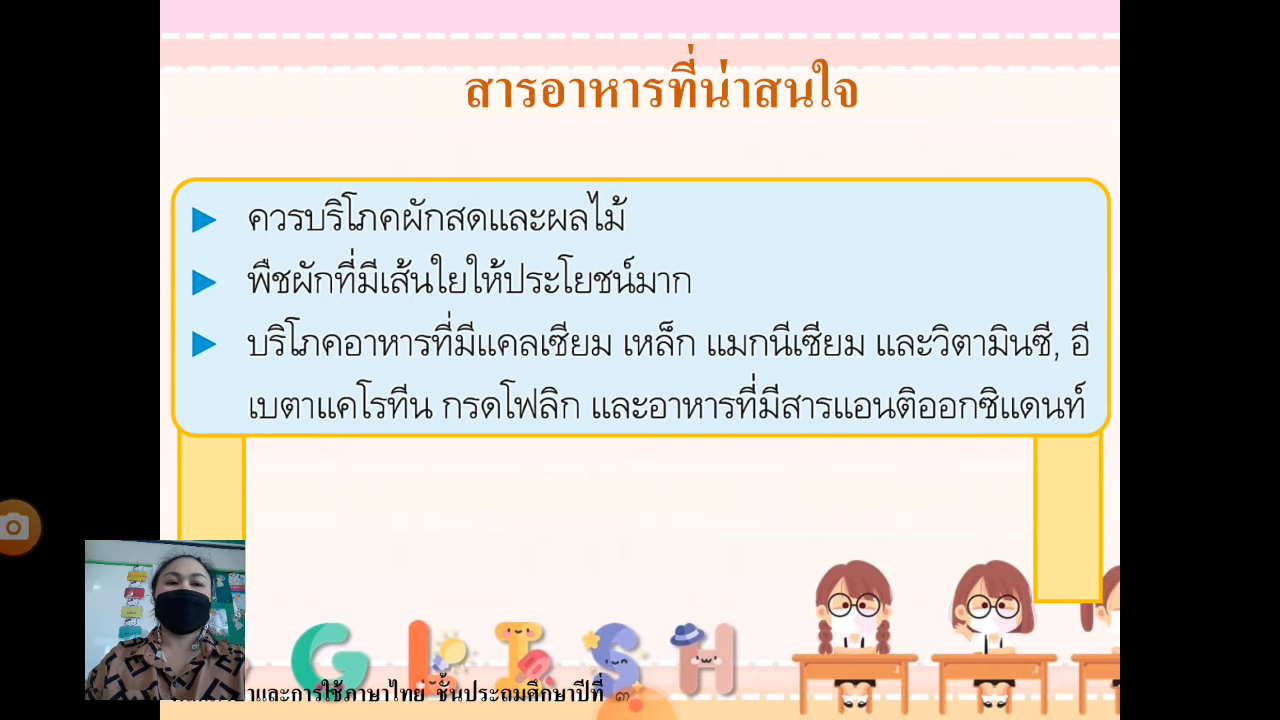 สารอาหารที่น่าสนใจ
ควรบริโภคผักสดและผลไม้
พืชผักที่มีเส้นใยให้ประโยชน์มาก
บริโภคอาหารที่มีแคลเซียม เหล็ก แมกนีเซียม และวิตามินซี, อี
เบตาแคโรทีน กรดโฟลิก และอาหารที่มีสารแอนติออกซิแดนท์
GLISH
และการใช้ภาษาไทย ชั้นประถมศึกษาปีที่ ๓